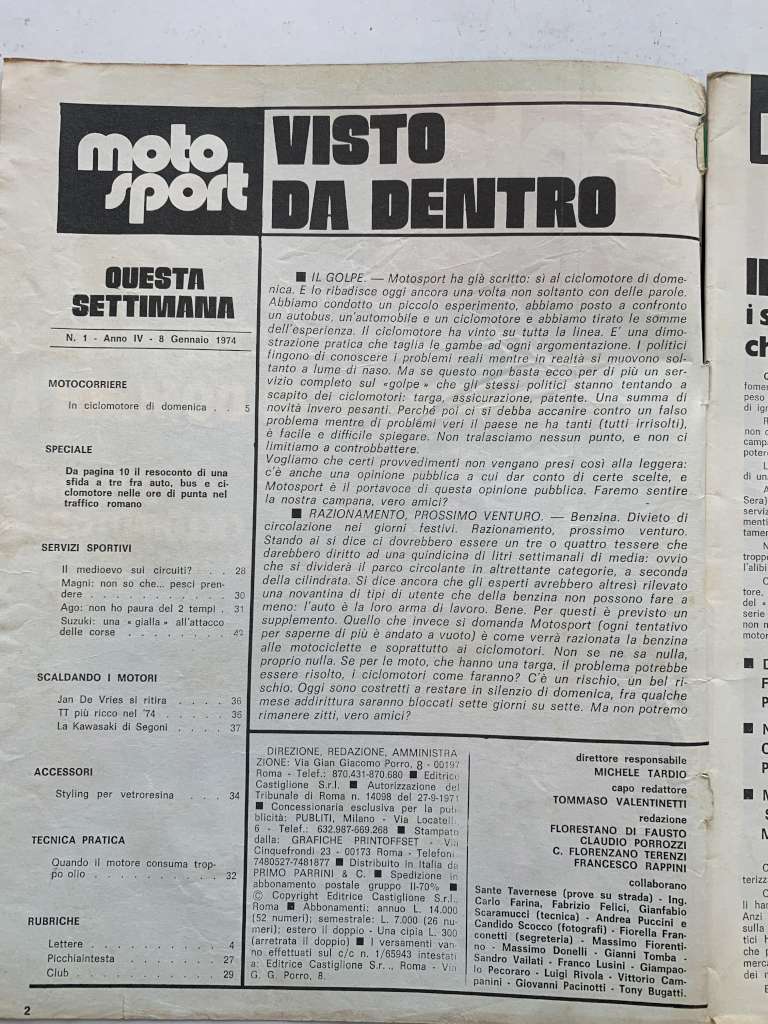 moto
sport
VISTO
DA DENTRO
QUESTA
SETTIMANA
N. 1 - Anno IV - 8 Gennaio 1974
MOTOCORRIERE
In ciclomotore di domenica . . 5
SPECIALE
Da pagina 10 il resoconto di una
sfida a tre fra auto, bus e ci-
clomotore nelle ore di punta nel
traffico romano
SERVIZI SPORTIVI
Il medioevo sui circuiti? . . . 28
Magni: non so che... pesci pren-
dere . . . . . . . . . . . 30
Ago: non ho paura del 2 tempi . 31
Suzuki: una « gialla » all'attacco
delle corse . . . . . . . . 42
SCALDANDO I MOTORI
Jan De Vries si ritira . . . . . 36
TT più ricco nel '74 . . . . . 36
La Kawasaki di Segoni . . . . 37
ACCESSORI
Styling per vetroresina . . . . 34
TECNICA PRATICA
Quando il motore consuma trop-
po olio . . . . . . . . . . 32
RUBRICHE
Lettere . . . . . . . . . . 4
Picchiaintesta . . . . . . . . 27
Club . . . . . . . . . . . 29
■ IL GOLPE. — Motosport ha già scritto: sì al ciclomotore di dome-
nica. E lo ribadisce oggi ancora una volta non soltanto con delle parole.
Abbiamo condotto un piccolo esperimento, abbiamo posto a confronto
un autobus, un'automobile e un ciclomotore e abbiamo tirato le somme
dell'esperienza. Il ciclomotore ha vinto su tutta la linea. E' una dimo-
strazione pratica che taglia le gambe ad ogni argomentazione. I politici
fingono di conoscere i problemi reali mentre in realtà si muovono sol-
tanto a lume di naso. Ma se questo non basta ecco per di più un ser-
vizio completo sul «golpe» che gli stessi politici stanno tentando a
scapito dei ciclomotori: targa, assicurazione, patente. Una summa di
novità invero pesanti. Perché poi ci si debba accanire contro un falso
problema mentre di problemi veri il paese ne ha tanti (tutti irrisolti),
è facile e difficile spiegare. Non tralasciamo nessun punto, e non ci
limitiamo a controbbattere.
Vogliamo che certi provvedimenti non vengano presi così alla leggera:
c'è anche una opinione pubblica a cui dar conto di certe scelte, e
Motosport è il portavoce di questa opinione pubblica. Faremo sentire
la nostra campana, vero amici?
■ RAZIONAMENTO, PROSSIMO VENTURO. — Benzina. Divieto di
circolazione nei giorni festivi. Razionamento, prossimo venturo.
Stando ai si dice ci dovrebbero essere un tre o quattro tessere che
darebbero diritto ad una quindicina di litri settimanali di media: ovvio
che si dividerà il parco circolante in altrettante categorie, a seconda
della cilindrata. Si dice ancora che gli esperti avrebbero altresì rilevato
una novantina di tipi di utente che della benzina non possono fare a
meno: l'auto è la loro arma di lavoro. Bene. Per questi è previsto un
supplemento. Quello che invece si domanda Motosport (ogni tentativo
per saperne di più è andato a vuoto) è come verrà razionata la benzina
alle motociclette e soprattutto ai ciclomotori. Non se ne sa nulla,
proprio nulla. Se per le moto, che hanno una targa, il problema potrebbe
essere risolto, i ciclomotori come faranno? C'è un rischio, un bel ri-
schio. Oggi sono costretti a restare in silenzio di domenica, fra qualche
mese addirittura saranno bloccati sette giorni su sette. Ma non potremo
rimanere zitti, vero amici?
DIREZIONE, REDAZIONE, AMMINISTRA
ZIONE: Via Gian Giacomo Porro, 8 - 00197
Roma - Telef.: 870.431-870.680 ■ Editrice
Castiglione S.r.l. ■ Autorizzazione del
Tribunale di Roma n. 14098 del 27-9-1971
■ Concessionaria esclusiva per la pub
blicità: PUBLITI, Milano - Via Locatell
6 - Telef.: 632.987-669.268 ■ Stampato
dalla: GRAFICHE PRINTOFFSET - Via
Cinquefrondi 23 - 00173 Roma - Telefoni
7480527-7481877 ■ Distribuito in Italia da
PRIMO PARRINI & C. ■ Spedizione in
abbonamento postale gruppo II-70% ■
© Copyright Editrice Castiglione S.r.l.,
Roma ■ Abbonamenti: annuo L. 14.000
(52 numeri); semestrale: L. 7.000 (26 nu-
meri); estero il doppio - Una cipia L. 300
(arretrata il doppio) ■ I versamenti van-
no effettuati sul c/c n. 1/65943 intestati
a: Editrice Castiglione S.r.l., Roma - Via
G. G. Porro, 8.
direttore responsabile
MICHELE TARDIO
capo redattore
TOMMASO VALENTINETTI
redazione
FLORESTANO DI FAUSTO
CLAUDIO PORROZZI
C. FLORENZANO TERENZI
FRANCESCO RAPPINI
collaborano
Sante Tavernese (prove su strada) - Ing.
Carlo Farina, Fabrizio Felici, Gianfabio
Scaramucci (tecnica) - Andrea Puccini e
Candido Scocco (fotografi) - Fiorella Fran-
conetti (segreteria) - Massimo Fiorenti-
no - Massimo Donelli - Gianni Tomba -
Sandro Vailati - Franco Lusini - Giampao-
lo Pecoraro - Luigi Rivola - Vittorio Cam-
panini - Giovanni Pacinotti - Tony Bugatti.
2